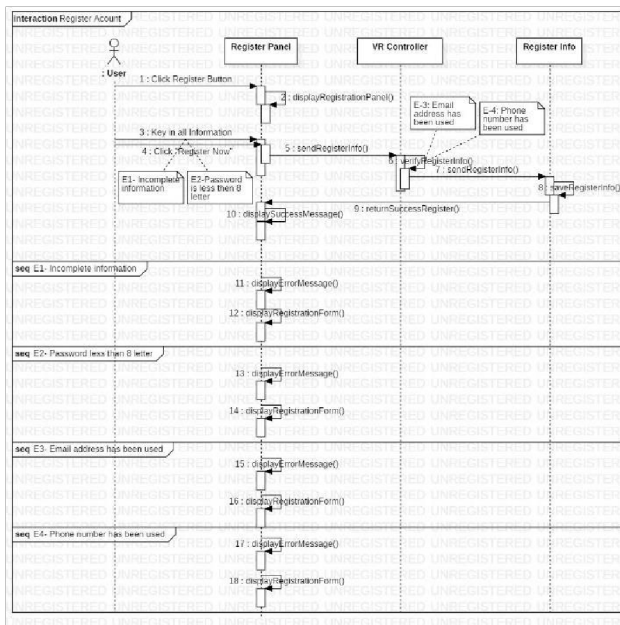 interaction Register Acount
Register Panel
VR Controller
Register Info
: User
1 : Click Register Button
2 : displayRegistrationPanel()
E-3: Email
address has
been used
E-4: Phone
number has
been used
3 : Key in all Information
4 : Click "Register Now"
5 : sendRegisterInfo()
6 : verifyRegisterInfo()
7 : sendRegisterInfo()
8 : saveRegisterInfo()
E1- Incomplete
information
E2-Password
is less then 8
letter
9 : returnSuccessRegister()
10 : displaySuccessMessage()
seq E1- Incomplete information
11 : displayErrorMessage()
12 : displayRegistrationForm()
seq E2- Password less than 8 letter
13 : displayErrorMessage()
14 : displayRegistrationForm()
seq E3- Email address has been used
15 : displayErrorMessage()
16 : displayRegistrationForm()
seq E4- Phone number has been used
17 : displayErrorMessage()
18 : displayRegistrationForm()
UNREGISTERED